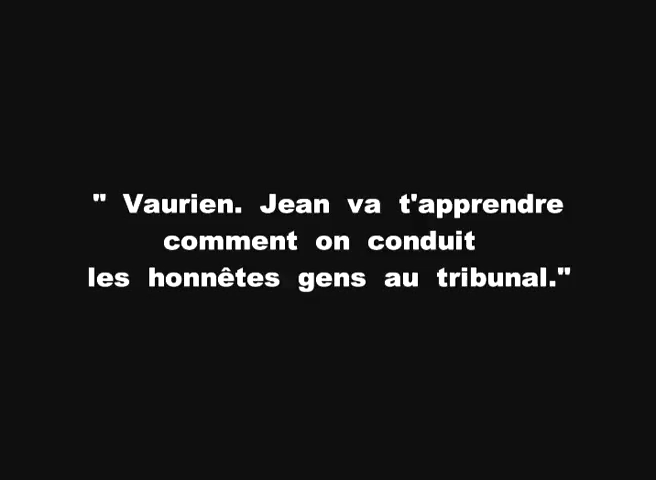 " Vaurien. Jean va t'apprendre
comment on conduit
les honnêtes gens au tribunal."